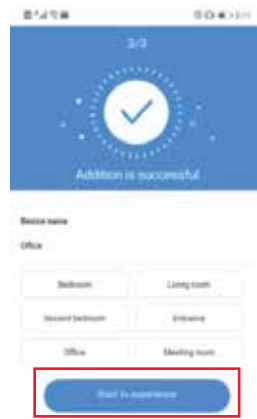 3/3
Addition is successful
Device name
Office
Bedroom Living room
Second bedroom Entrance
Office Meeting room
Start to experience